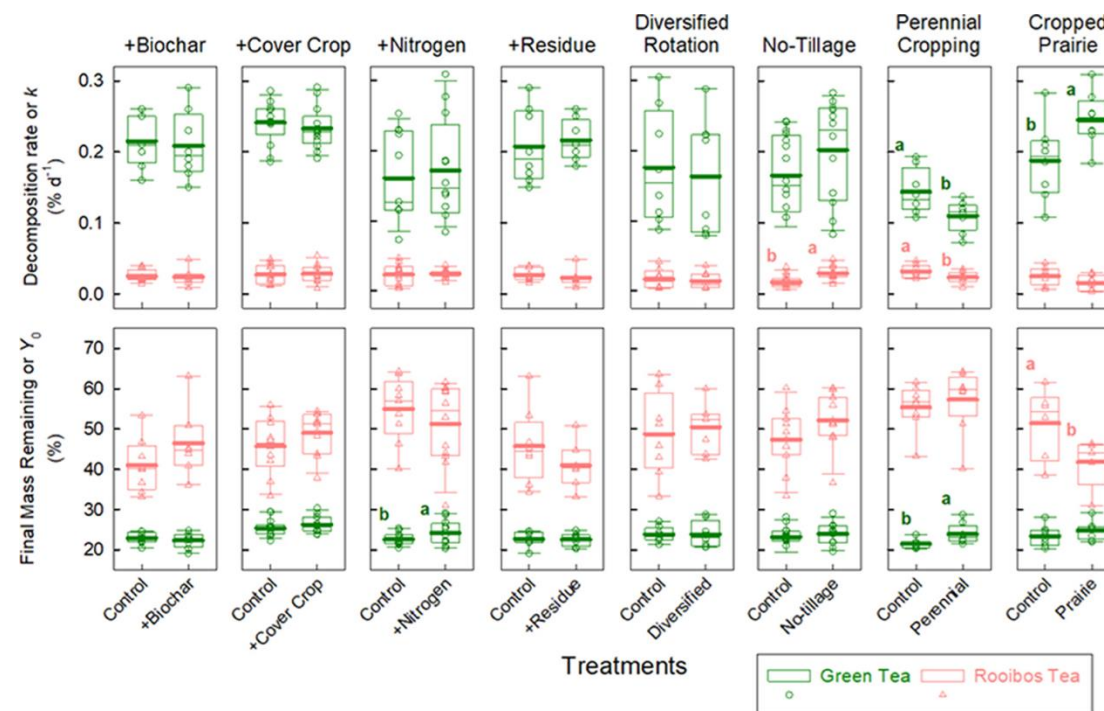 +Biochar
+Cover Crop
+Nitrogen
+Residue
Diversified
Rotation
No-Tillage
Perennial
Cropping
Cropped
Prairie
Decomposition rate or k
(% d⁻¹)
0.3
0.2
0.1
0.0
b
a
a
b
a
b
b
a
Final Mass Remaining or Y₀
(%)
70
60
50
40
30
20
b
a
b
a
a
b
Control
+Biochar
Control
+Cover Crop
Control
+Nitrogen
Control
+Residue
Control
Diversified
Control
No-tillage
Control
Perennial
Control
Prairie
Treatments
Green Tea
Rooibos Tea